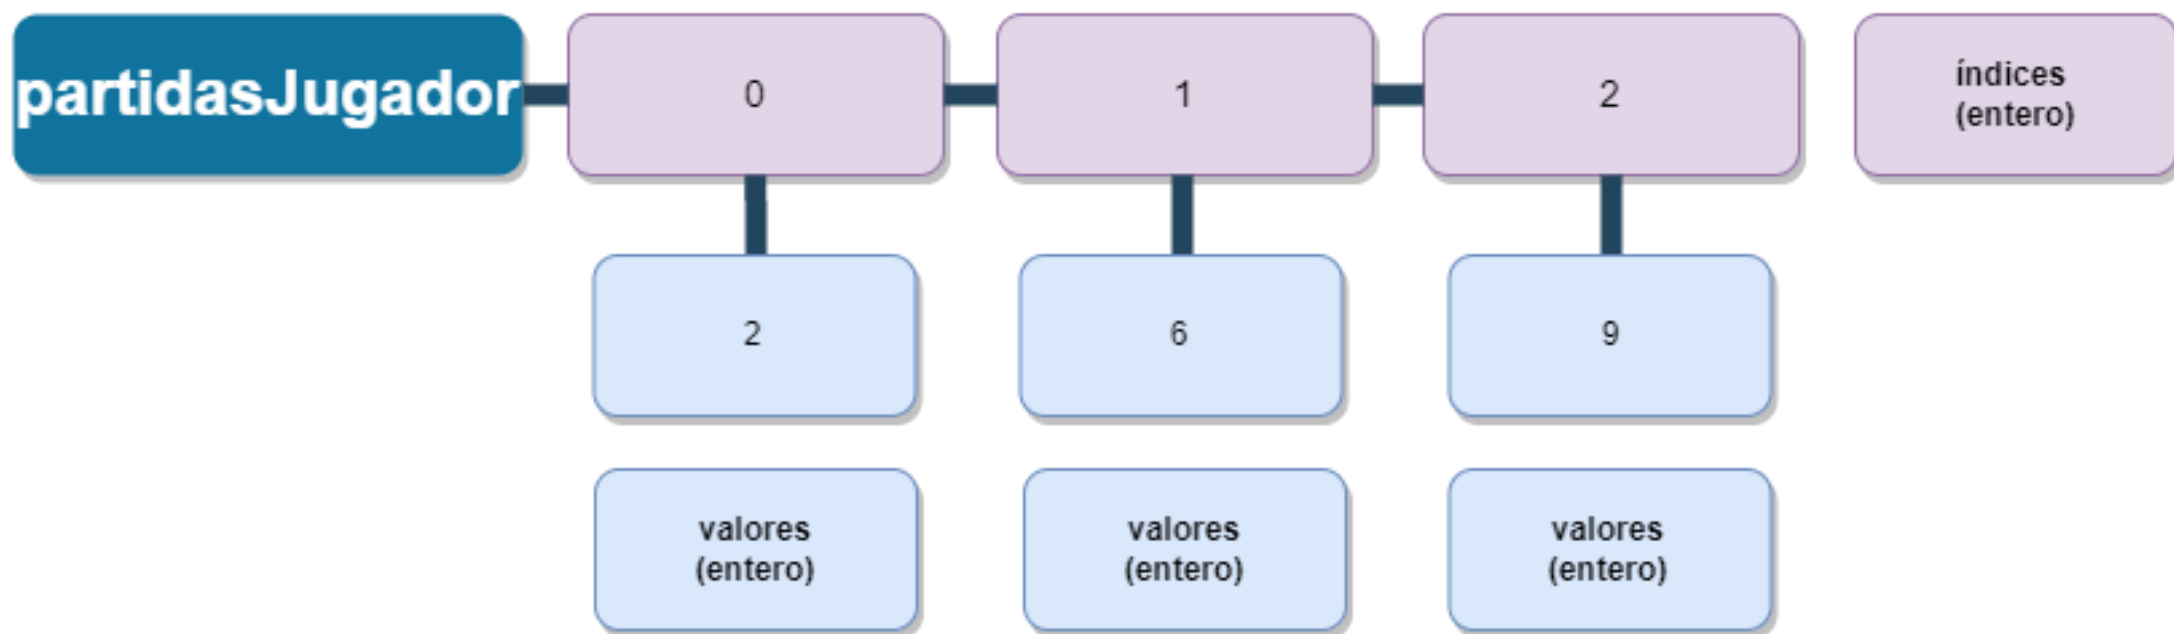 partidasJugador
0
1
2
índices
(entero)
2
6
9
valores
(entero)
valores
(entero)
valores
(entero)